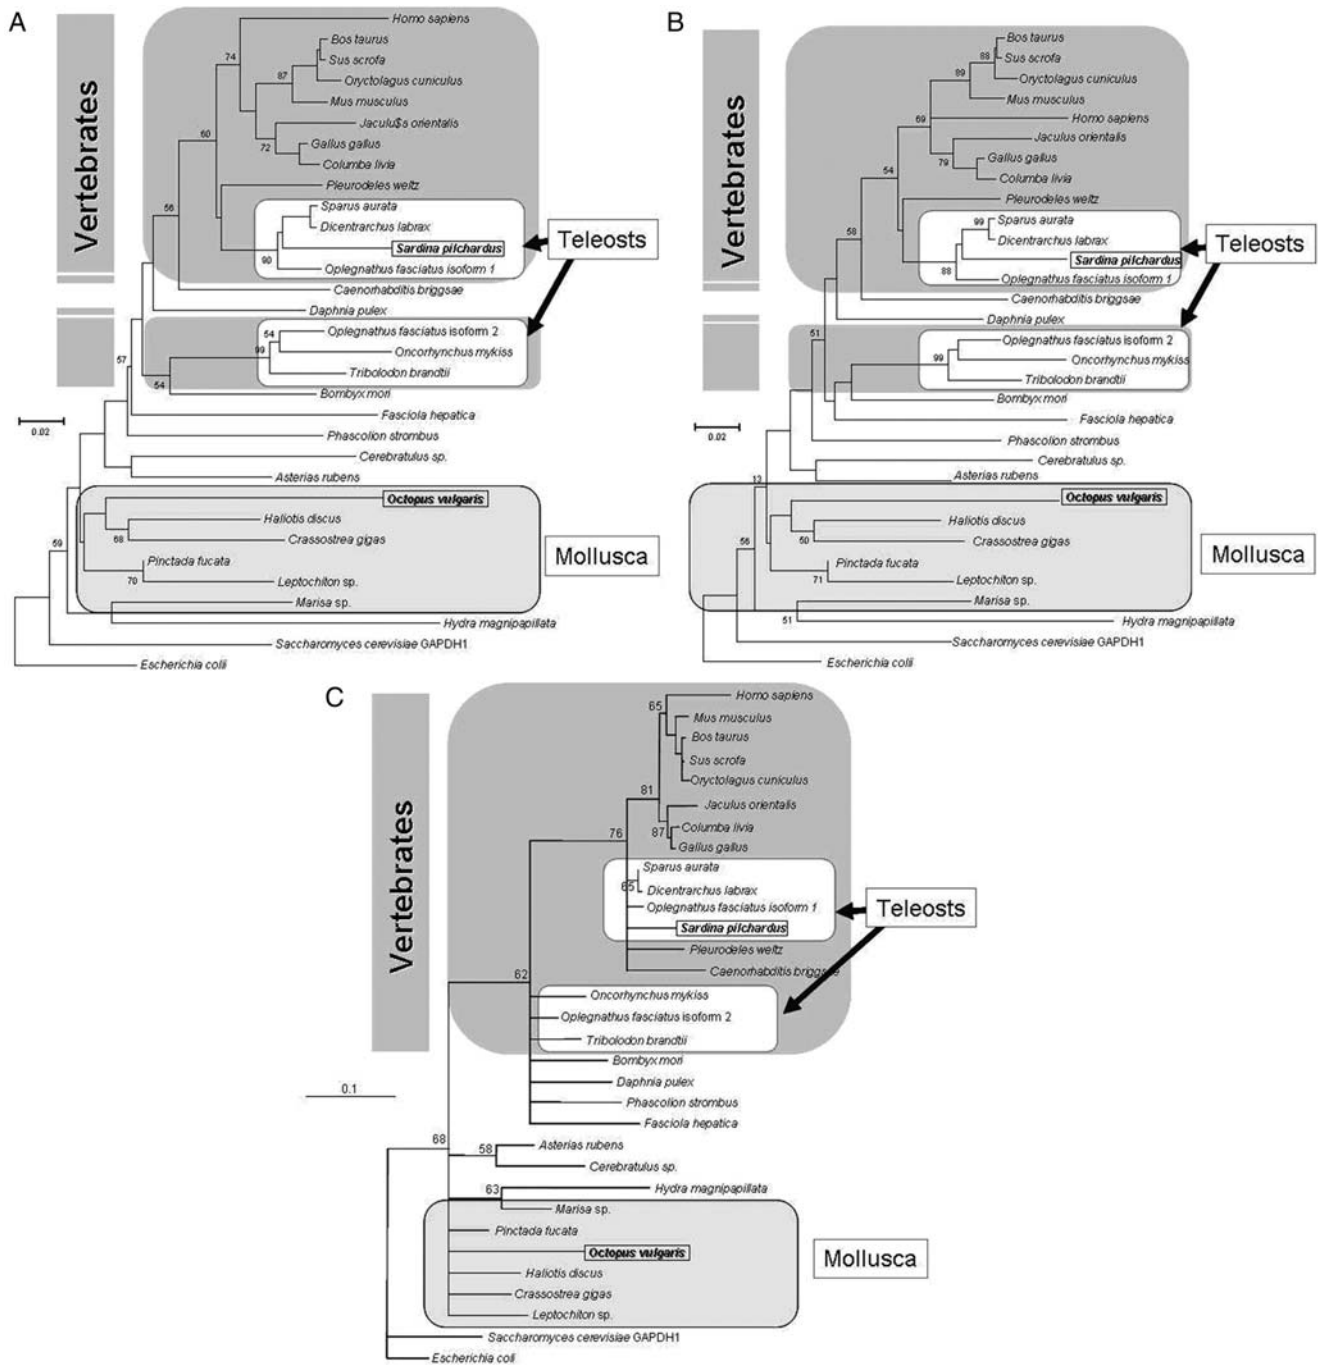 A
Vertebrates
Homo sapiens
74
Bos taurus
Sus scrofa
87
Oryctolagus cuniculus
Mus musculus
Jaculu$s orientalis
60
Gallus gallus
72
Columba livia
Pleurodeles weltz
56
Sparus aurata
Dicentrarchus labrax
Sardina pilchardus
90
Oplegnathus fasciatus isoform 1
Teleosts
Caenorhabditis briggsae
Daphnia pulex
Oplegnathus fasciatus isoform 2
54
99
Oncorhynchus mykiss
57
Tribolodon brandtii
54
Bombyx mori
Fasciola hepatica
0.02
Phascolion strombus
Cerebratulus sp.
Asterias rubens
Octopus vulgaris
Haliotis discus
68
Crassostrea gigas
59
Pinctada fucata
70
Leptochiton sp.
Mollusca
Marisa sp.
Hydra magnipapillata
Saccharomyces cerevisiae GAPDH1
Escherichia colii
B
Vertebrates
Bos taurus
88
Sus scrofa
89
Oryctolagus cuniculus
Mus musculus
69
Homo sapiens
Jaculus orientalis
79
Gallus gallus
Columba livia
54
Pleurodeles weltz
99
Sparus aurata
58
Dicentrarchus labrax
Sardina pilchardus
88
Oplegnathus fasciatus isoform 1
Teleosts
Caenorhabditis briggsae
Daphnia pulex
51
Oplegnathus fasciatus isoform 2
99
Oncorhynchus mykiss
Tribolodon brandtii
Bombyx mori
Fasciola hepatica
0.02
Phascolion strombus
Cerebratulus sp.
Asterias rubens
13
Octopus vulgaris
Haliotis discus
50
Crassostrea gigas
56
Pinctada fucata
71
Leptochiton sp.
Mollusca
Marisa sp.
51
Hydra magnipapillata
Saccharomyces cerevisiae GAPDH1
Escherichia colii
C
Vertebrates
65
Homo sapiens
Mus musculus
Bos taurus
Sus scrofa
Oryctolagus cuniculus
81
Jaculus orientalis
87
Columba livia
Gallus gallus
76
Sparus aurata
65
Dicentrarchus labrax
Oplegnathus fasciatus isoform 1
Sardina pilchardus
Teleosts
Pleurodeles weltz
Caenorhabditis briggsae
62
Oncorhynchus mykiss
Oplegnathus fasciatus isoform 2
Tribolodon brandtii
Bombyx mori
Daphnia pulex
0.1
Phascolion strombus
Fasciola hepatica
68
58
Asterias rubens
Cerebratulus sp.
63
Hydra magnipapillata
Marisa sp.
Pinctada fucata
Octopus vulgaris
Mollusca
Haliotis discus
Crassostrea gigas
Leptochiton sp.
Saccharomyces cerevisiae GAPDH1
Escherichia coli